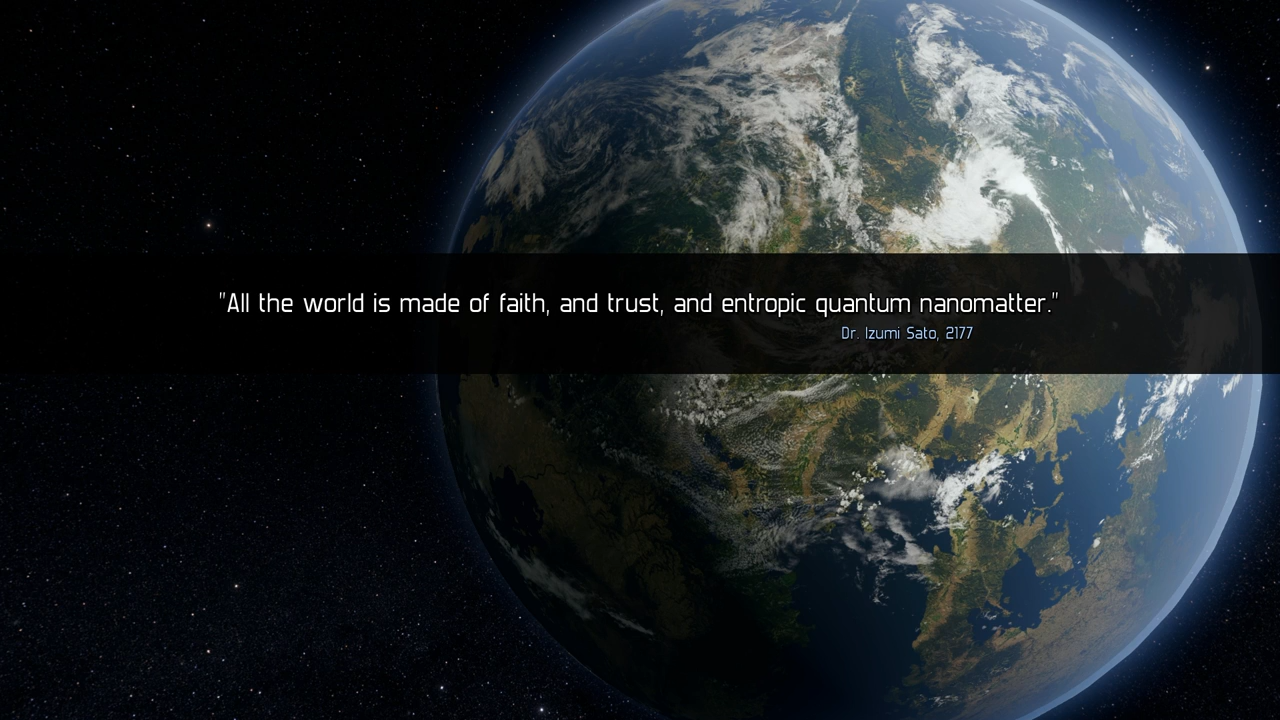 "All the world is made of faith, and trust, and entropic quantum nanomatter."
Dr. Izumi Sato, 2177